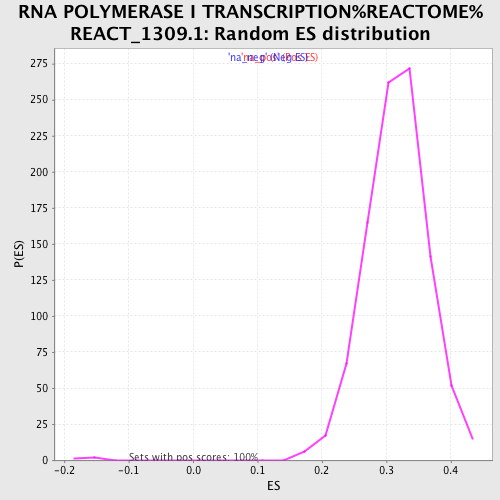 RNA POLYMERASE I TRANSCRIPTION%REACTOME%
REACT_1309.1: Random ES distribution
275
250
225
200
175
150
125
100
75
50
25
0
P(ES)
Sets with pos scores: 100%
-0.2 -0.1 0.0 0.1 0.2 0.3 0.4
ES